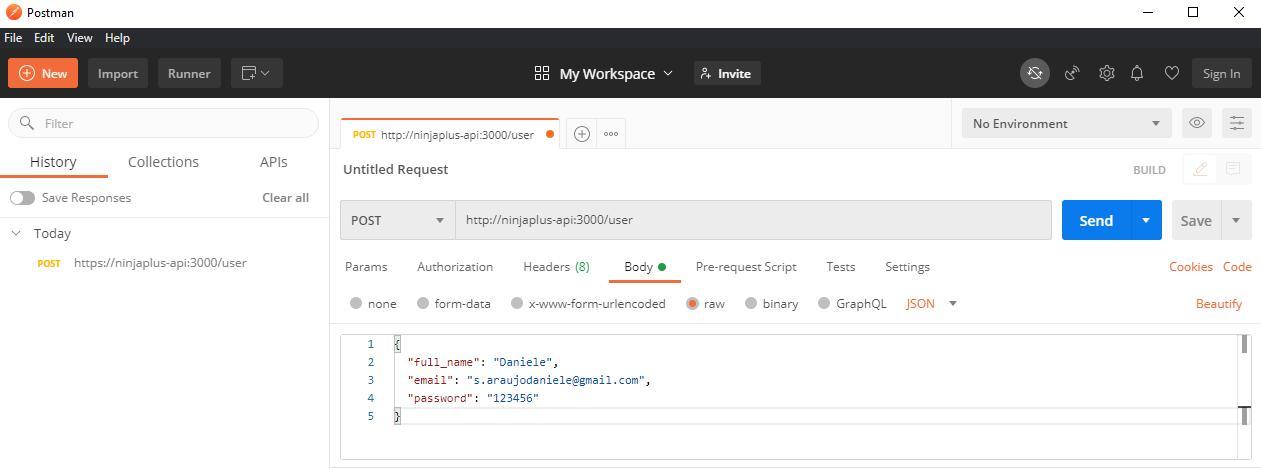 Postman
File Edit View Help
New Import Runner My Workspace Invite Sign In
Filter
History Collections APIs
Save Responses Clear all
Today
POST https://ninjaplus-api:3000/user
POST http://ninjaplus-api:3000/user
No Environment
Untitled Request BUILD
POST http://ninjaplus-api:3000/user Send Save
Params Authorization Headers (8) Body Pre-request Script Tests Settings Cookies Code
none form-data x-www-form-urlencoded raw binary GraphQL JSON Beautify
1 {
2 "full_name": "Daniele",
3 "email": "s.araujodaniele@gmail.com",
4 "password": "123456"
5 }